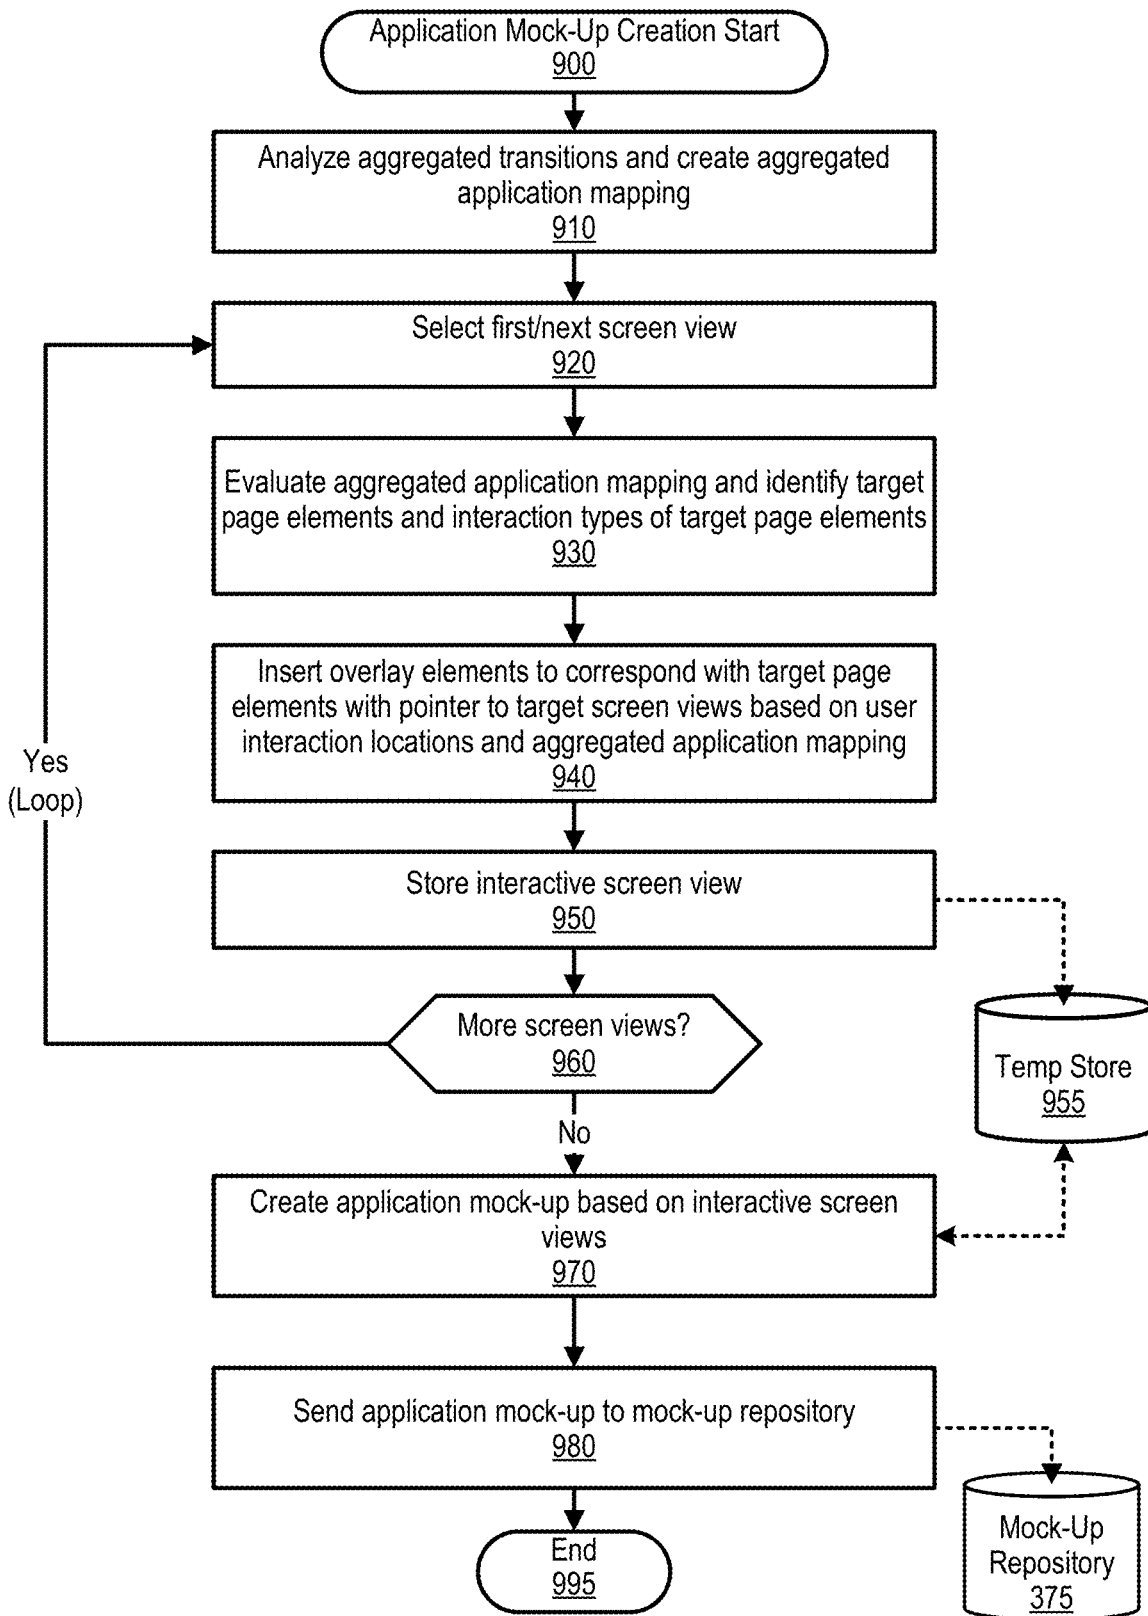 Application Mock-Up Creation Start
900
Analyze aggregated transitions and create aggregated
application mapping
910
Select first/next screen view
920
Evaluate aggregated application mapping and identify target
page elements and interaction types of target page elements
930
Insert overlay elements to correspond with target page
elements with pointer to target screen views based on user
interaction locations and aggregated application mapping
940
Yes
(Loop)
Store interactive screen view
950
More screen views?
960
Temp Store
955
No
Create application mock-up based on interactive screen
views
970
Send application mock-up to mock-up repository
980
Mock-Up
Repository
375
End
995